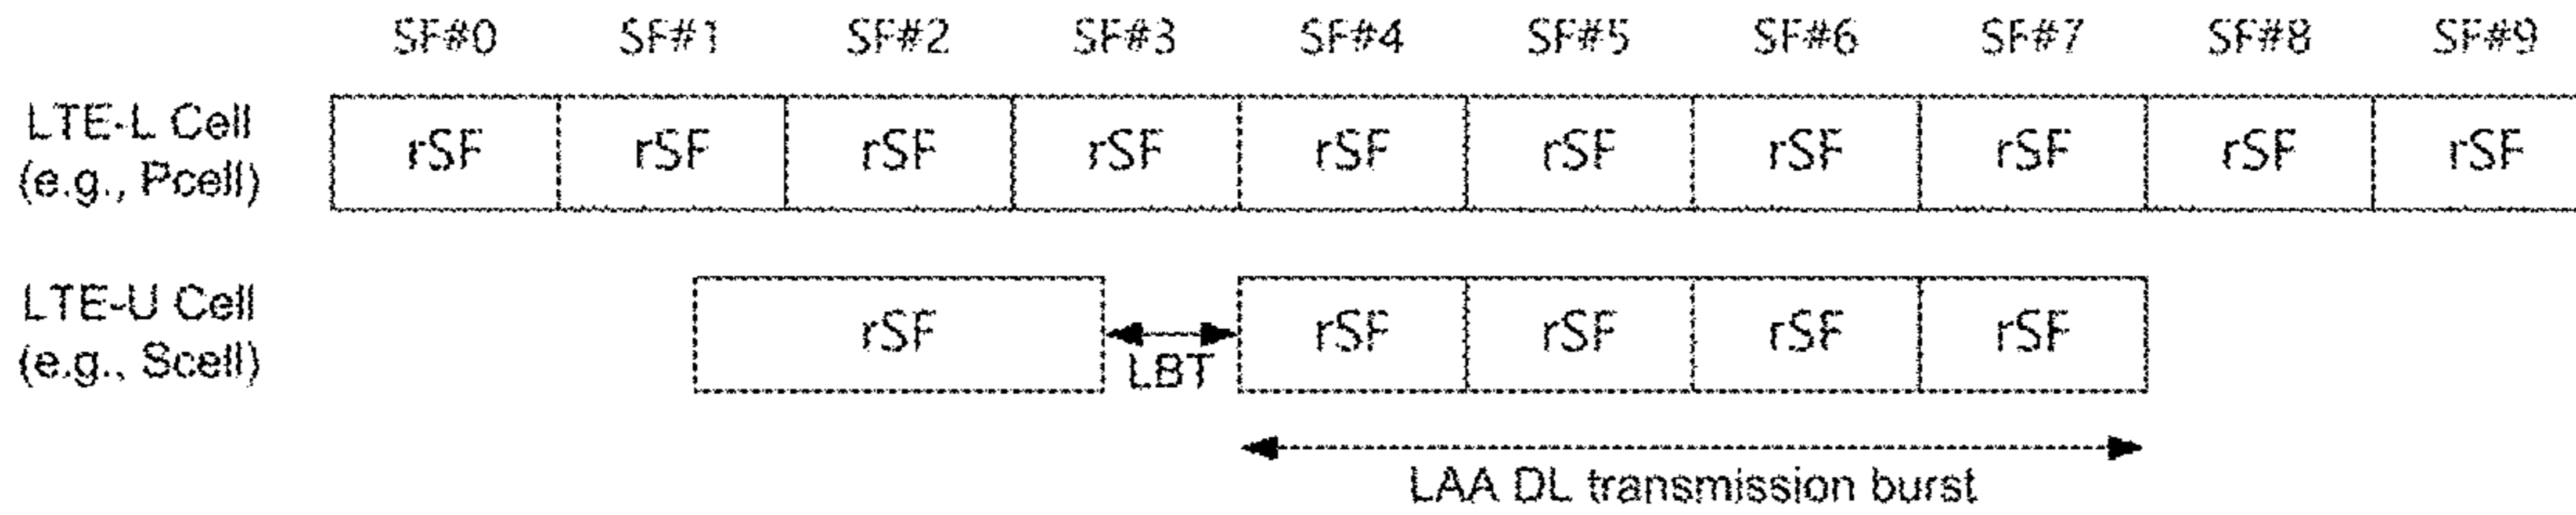 SF#0 SF#1 SF#2 SF#3 SF#4 SF#5 SF#6 SF#7 SF#8 SF#9
LTE-L Cell
(e.g., Pcell)
rSF rSF rSF rSF rSF rSF rSF rSF rSF rSF
LTE-U Cell
(e.g., Scell)
rSF LBT rSF rSF rSF rSF
LAA DL transmission burst